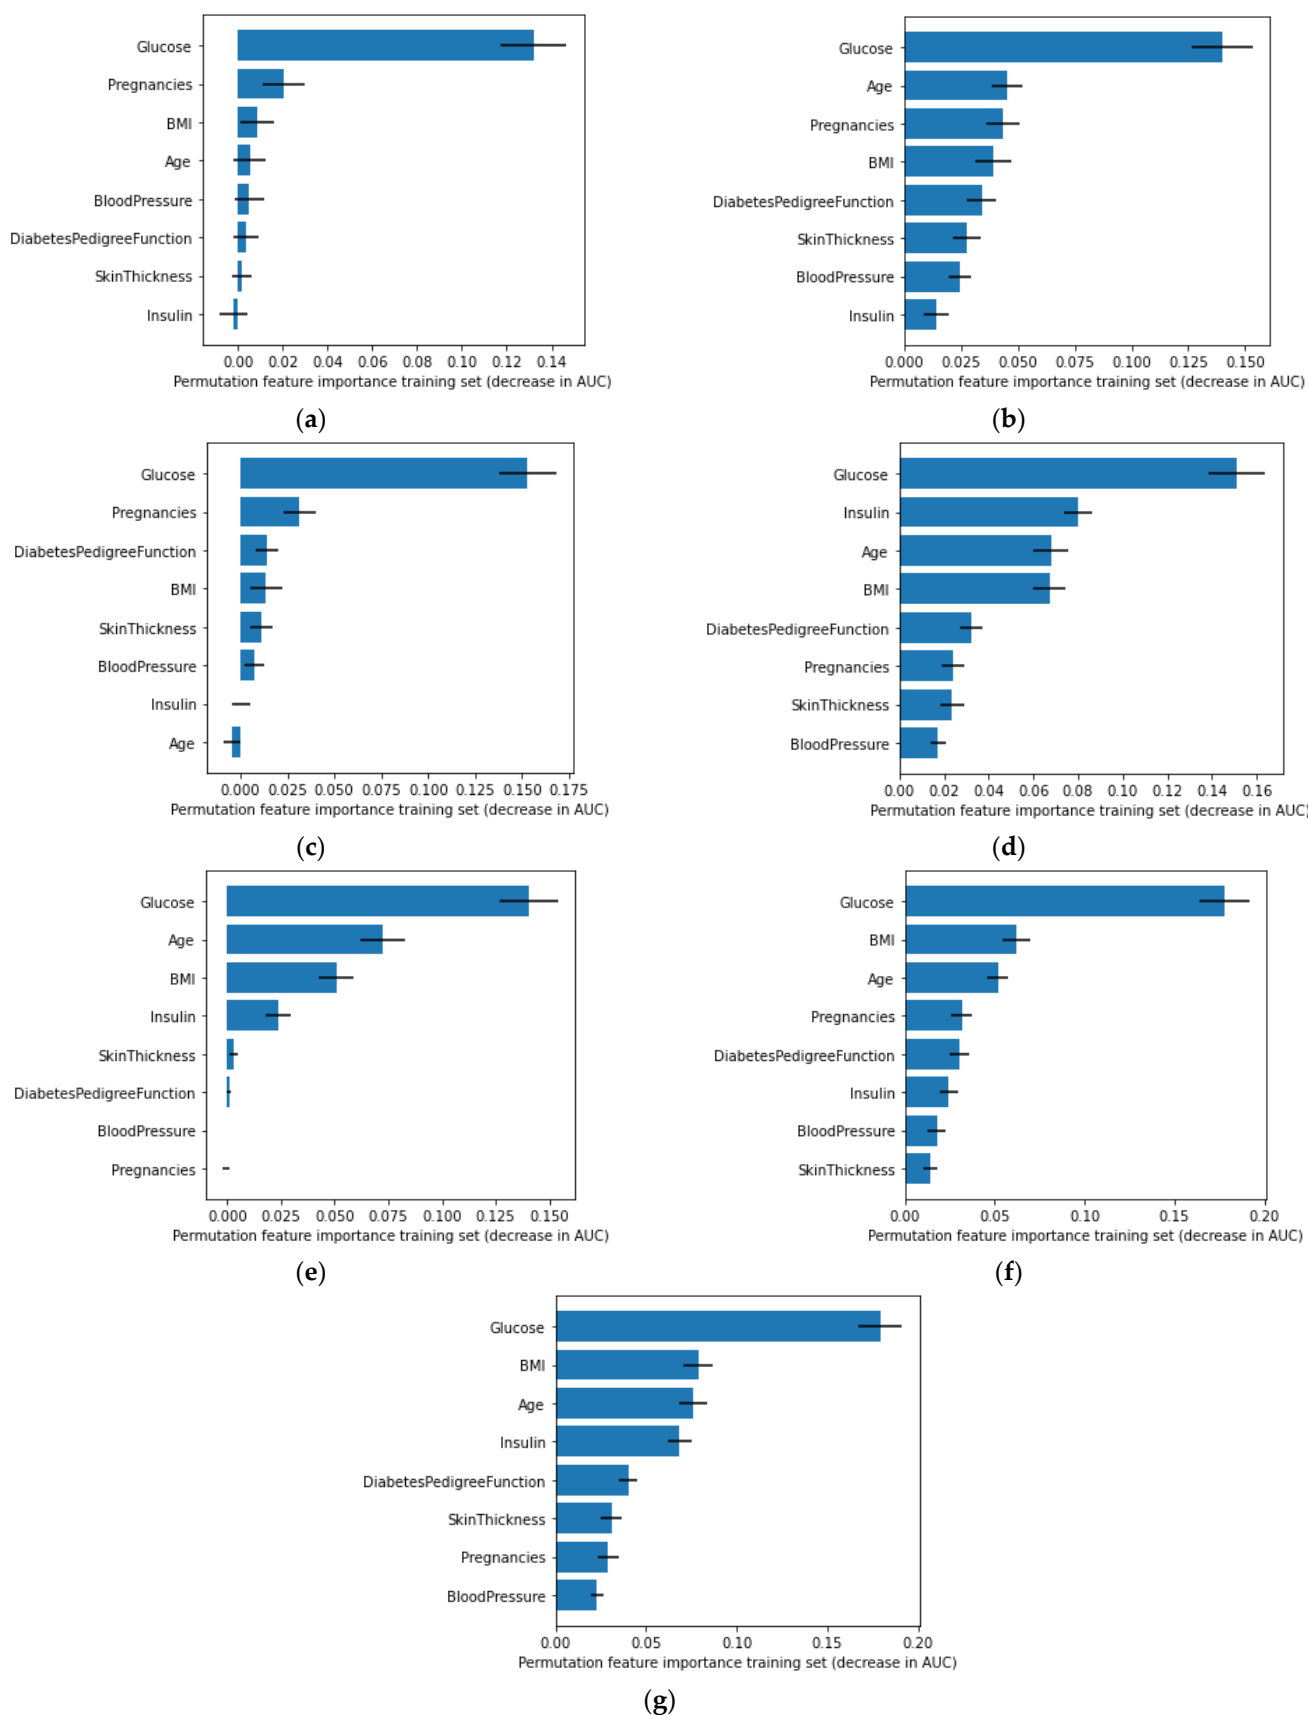 Glucose
Pregnancies
BMI
Age
BloodPressure
DiabetesPedigreeFunction
SkinThickness
Insulin
0.00 0.02 0.04 0.06 0.08 0.10 0.12 0.14
Permutation feature importance training set (decrease in AUC)
(a)
Glucose
Age
Pregnancies
BMI
DiabetesPedigreeFunction
SkinThickness
BloodPressure
Insulin
0.000 0.025 0.050 0.075 0.100 0.125 0.150
Permutation feature importance training set (decrease in AUC)
(b)
Glucose
Pregnancies
DiabetesPedigreeFunction
BMI
SkinThickness
BloodPressure
Insulin
Age
0.000 0.025 0.050 0.075 0.100 0.125 0.150 0.175
Permutation feature importance training set (decrease in AUC)
(c)
Glucose
Insulin
Age
BMI
DiabetesPedigreeFunction
Pregnancies
SkinThickness
BloodPressure
0.00 0.02 0.04 0.06 0.08 0.10 0.12 0.14 0.16
Permutation feature importance training set (decrease in AUC)
(d)
Glucose
Age
BMI
Insulin
SkinThickness
DiabetesPedigreeFunction
BloodPressure
Pregnancies
0.000 0.025 0.050 0.075 0.100 0.125 0.150
Permutation feature importance training set (decrease in AUC)
(e)
Glucose
BMI
Age
Pregnancies
DiabetesPedigreeFunction
Insulin
BloodPressure
SkinThickness
0.00 0.05 0.10 0.15 0.20
Permutation feature importance training set (decrease in AUC)
(f)
Glucose
BMI
Age
Insulin
DiabetesPedigreeFunction
SkinThickness
Pregnancies
BloodPressure
0.00 0.05 0.10 0.15 0.20
Permutation feature importance training set (decrease in AUC)
(g)